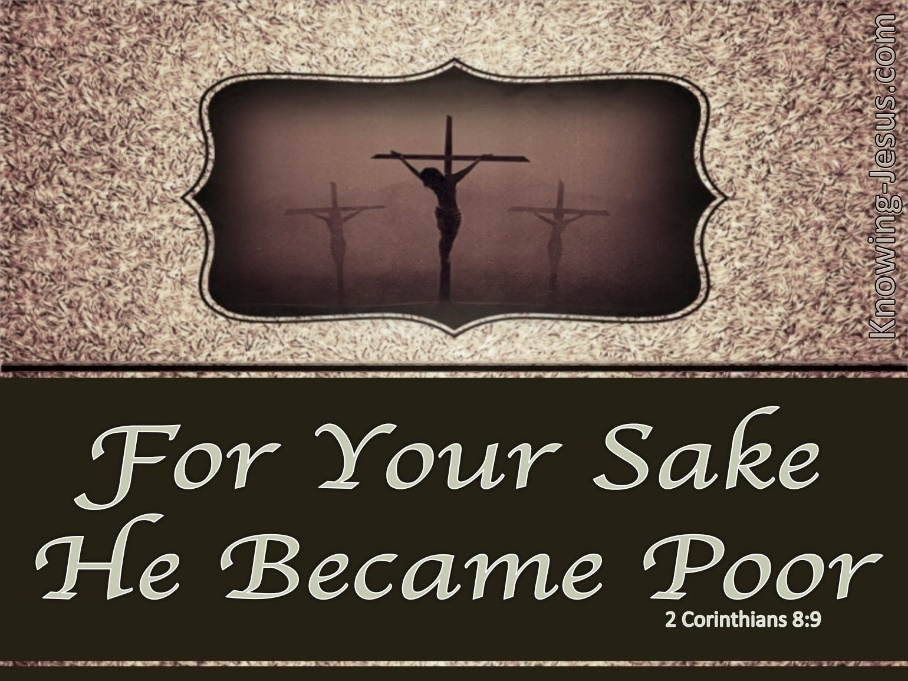 Knowing-Jesus.com
For Your Sake
He Became Poor
2 Corinthians 8:9